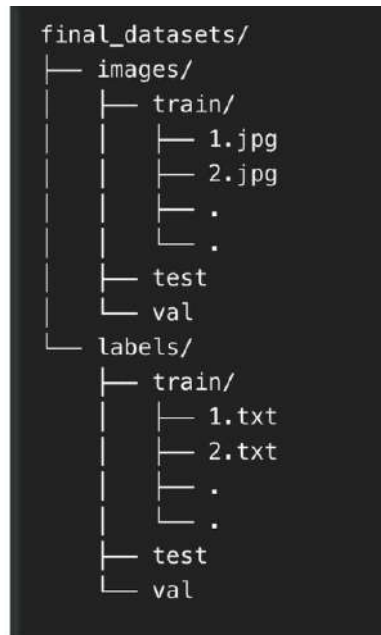 final_datasets/
├── images/
│   ├── train/
│   │   ├── 1.jpg
│   │   ├── 2.jpg
│   │   ├── .
│   │   └── .
│   ├── test
│   └── val
└── labels/
    ├── train/
    │   ├── 1.txt
    │   ├── 2.txt
    │   ├── .
    │   └── .
    ├── test
    └── val